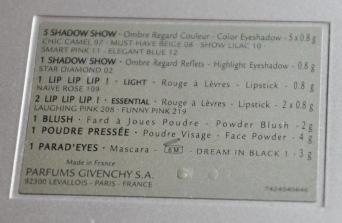 5 SHADOW SHOW - Ombre Regard Couleur - Color Eyeshadow - 5 x 0.8 g
CHIC CAMEL 07 - MUST-HAVE BEIGE 08 - SHOW LILAC 10 -
SMART PINK 11 - ELEGANT BLUE 12
1 SHADOW SHOW - Ombre Regard Reflets - Highlight Eyeshadow - 0.8 g
STAR DIAMOND 02
1 LIP LIP LIP ! - LIGHT - Rouge à Lèvres - Lipstick - 0.8 g
NAIVE ROSE 109
2 LIP LIP LIP ! - ESSENTIAL - Rouge à Lèvres - Lipstick - 2 x 0.8 g
LAUGHING PINK 208 - FUNNY PINK 219
1 BLUSH - Fard à Joues Poudre - Powder Blush - 2 g
1 POUDRE PRESSÉE - Poudre Visage - Face Powder - 4 g
1 PARAD'EYES - Mascara - 6M - DREAM IN BLACK 1 - 3 g
Made in France
PARFUMS GIVENCHY S.A.
92300 LEVALLOIS - PARIS - FRANCE